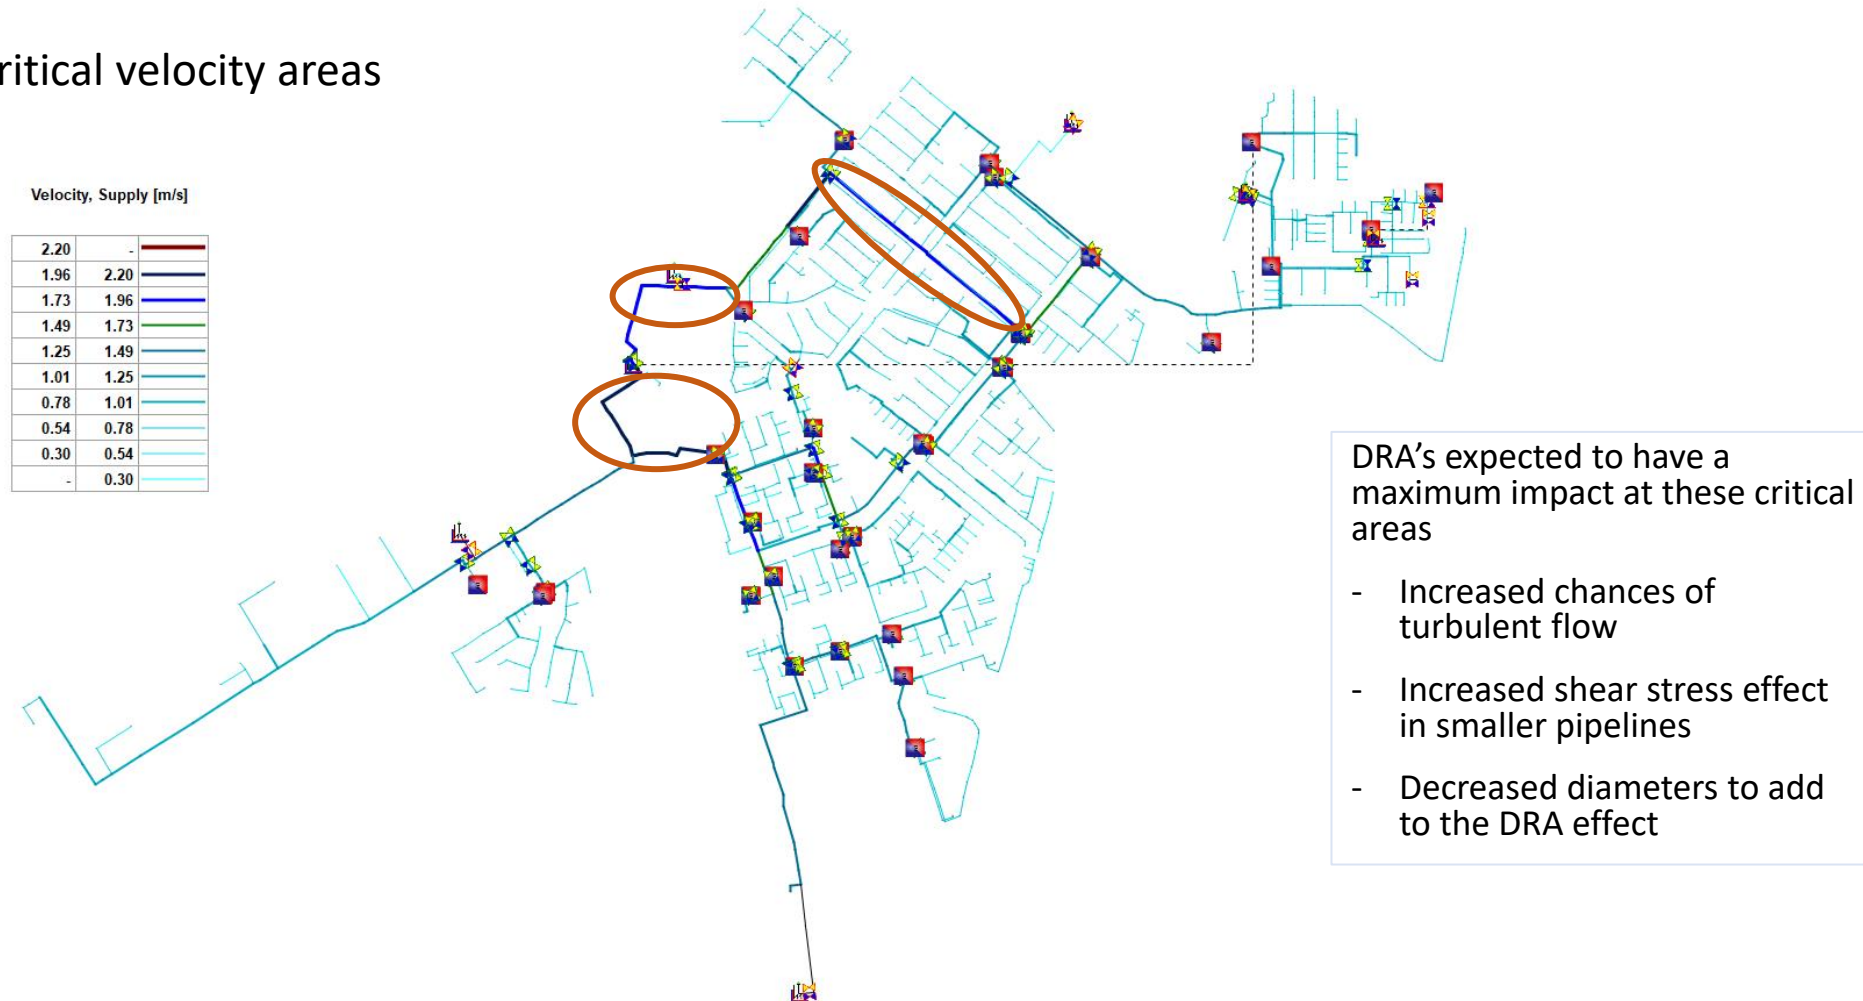 ritical velocity areas
Velocity, Supply [m/s]
2.20 -
1.96 2.20
1.73 1.96
1.49 1.73
1.25 1.49
1.01 1.25
0.78 1.01
0.54 0.78
0.30 0.54
- 0.30
DRA’s expected to have a
maximum impact at these critical
areas
- Increased chances of
turbulent flow
- Increased shear stress effect
in smaller pipelines
- Decreased diameters to add
to the DRA effect